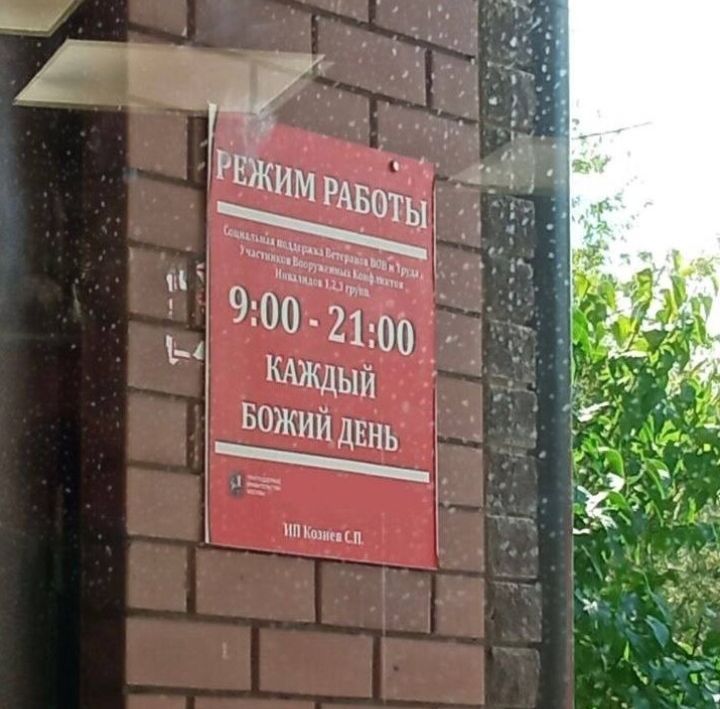 РЕЖИМ РАБОТЫ
Социальная поддержка Ветеранов ВОВ и Труда,
Участников Вооруженных Конфликтов
Инвалидов 1,2,3 групп.
9:00 - 21:00
КАЖДЫЙ
БОЖИЙ ДЕНЬ
ИП Козиев С.П.